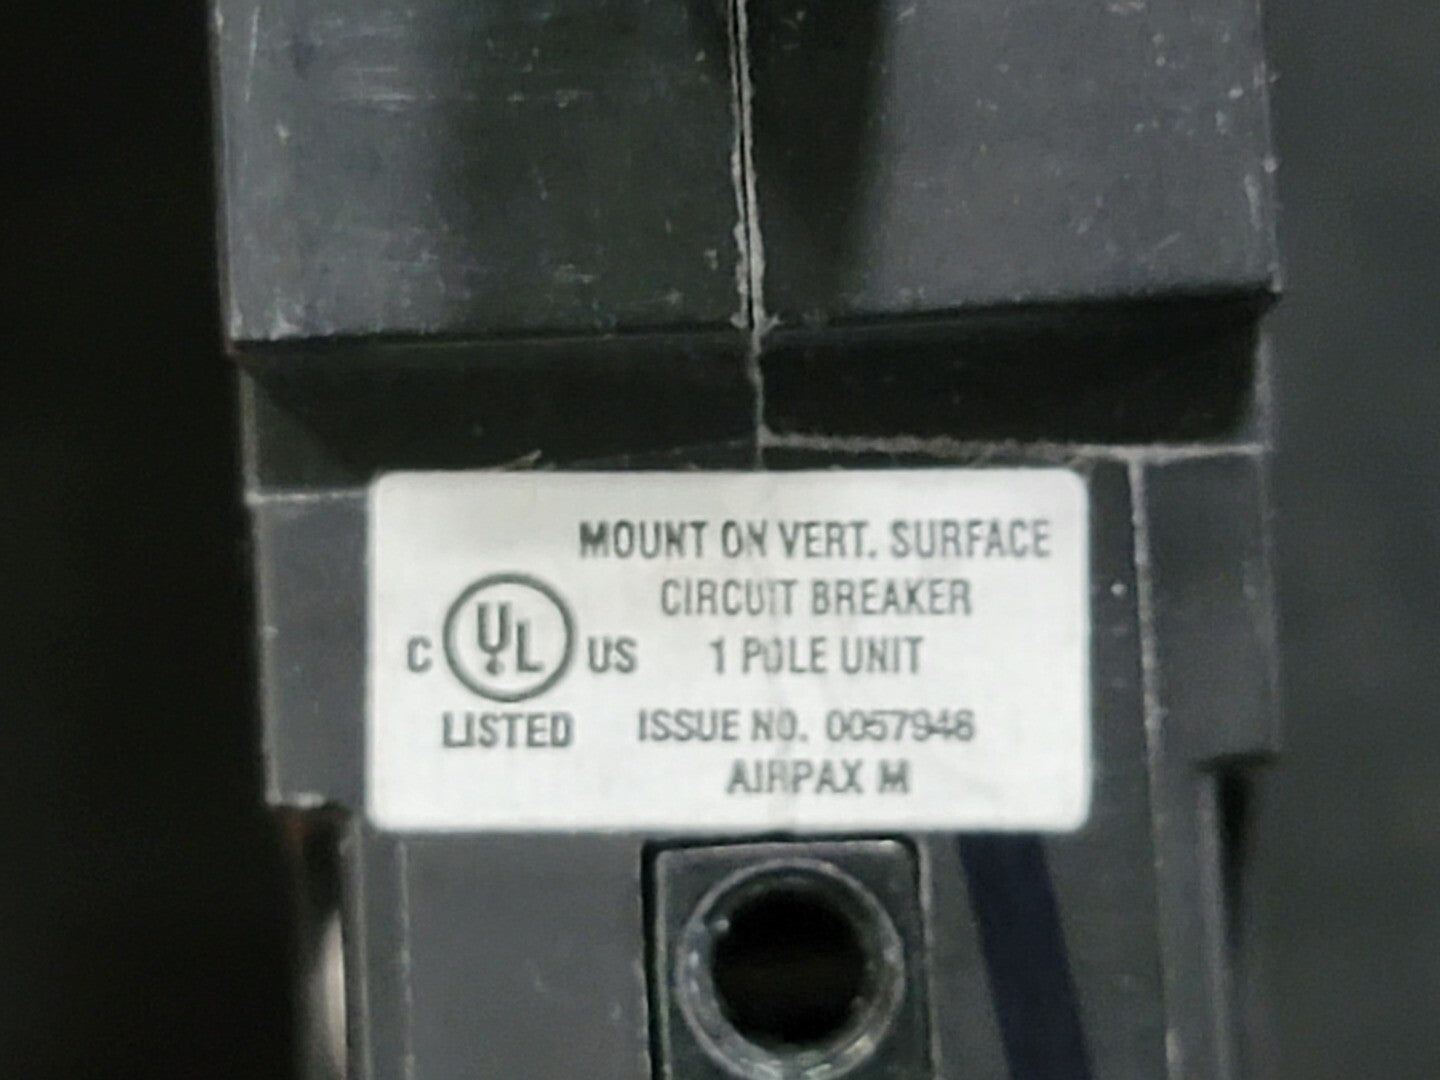 MOUNT ON VERT. SURFACE
CIRCUIT BREAKER
C UL US 1 POLE UNIT
LISTED ISSUE NO. 0057946
AIRPAX M